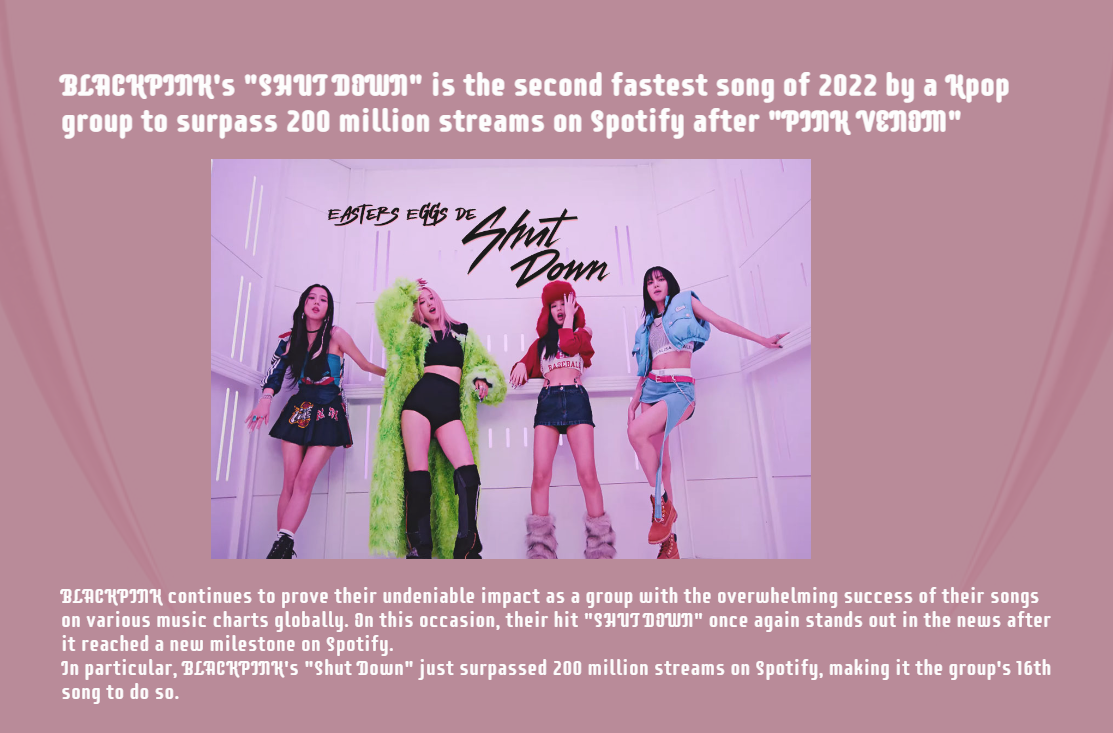 BLACKPINK's "SHUT DOWN" is the second fastest song of 2022 by a Kpop
group to surpass 200 million streams on Spotify after "PINK VENOM"
EASTERS EGGS DE
Shut
Down
BASEBALL
BLACKPINK continues to prove their undeniable impact as a group with the overwhelming success of their songs
on various music charts globally. On this occasion, their hit "SHUT DOWN" once again stands out in the news after
it reached a new milestone on Spotify.
In particular, BLACKPINK's "Shut Down" just surpassed 200 million streams on Spotify, making it the group's 16th
song to do so.